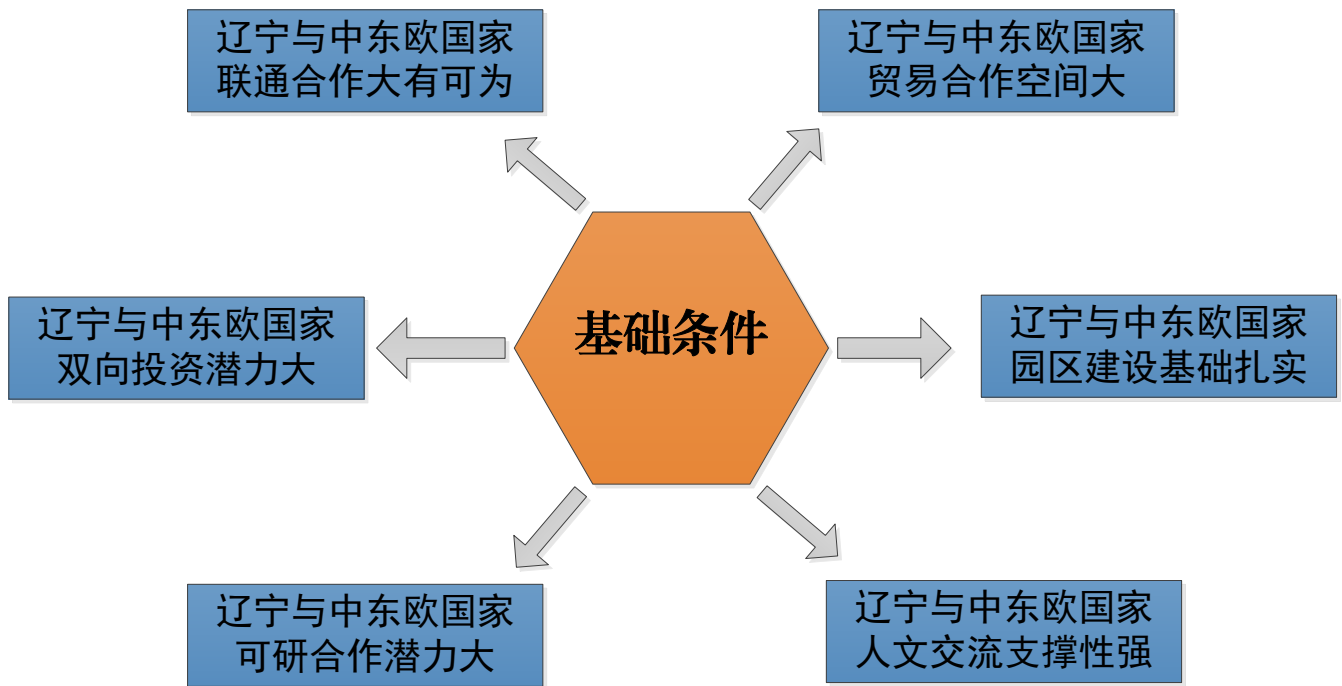 辽宁与中东欧国家
联通合作大有可为
辽宁与中东欧国家
贸易合作空间大
辽宁与中东欧国家
双向投资潜力大
基础条件
辽宁与中东欧国家
园区建设基础扎实
辽宁与中东欧国家
可研合作潜力大
辽宁与中东欧国家
人文交流支撑性强